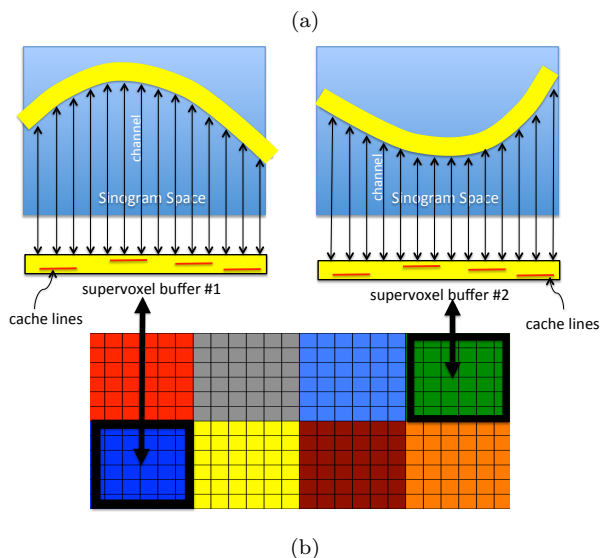 (a)
channel
Sinogram Space
channel
Sinogram Space
supervoxel buffer #1
supervoxel buffer #2
cache lines
cache lines
(b)